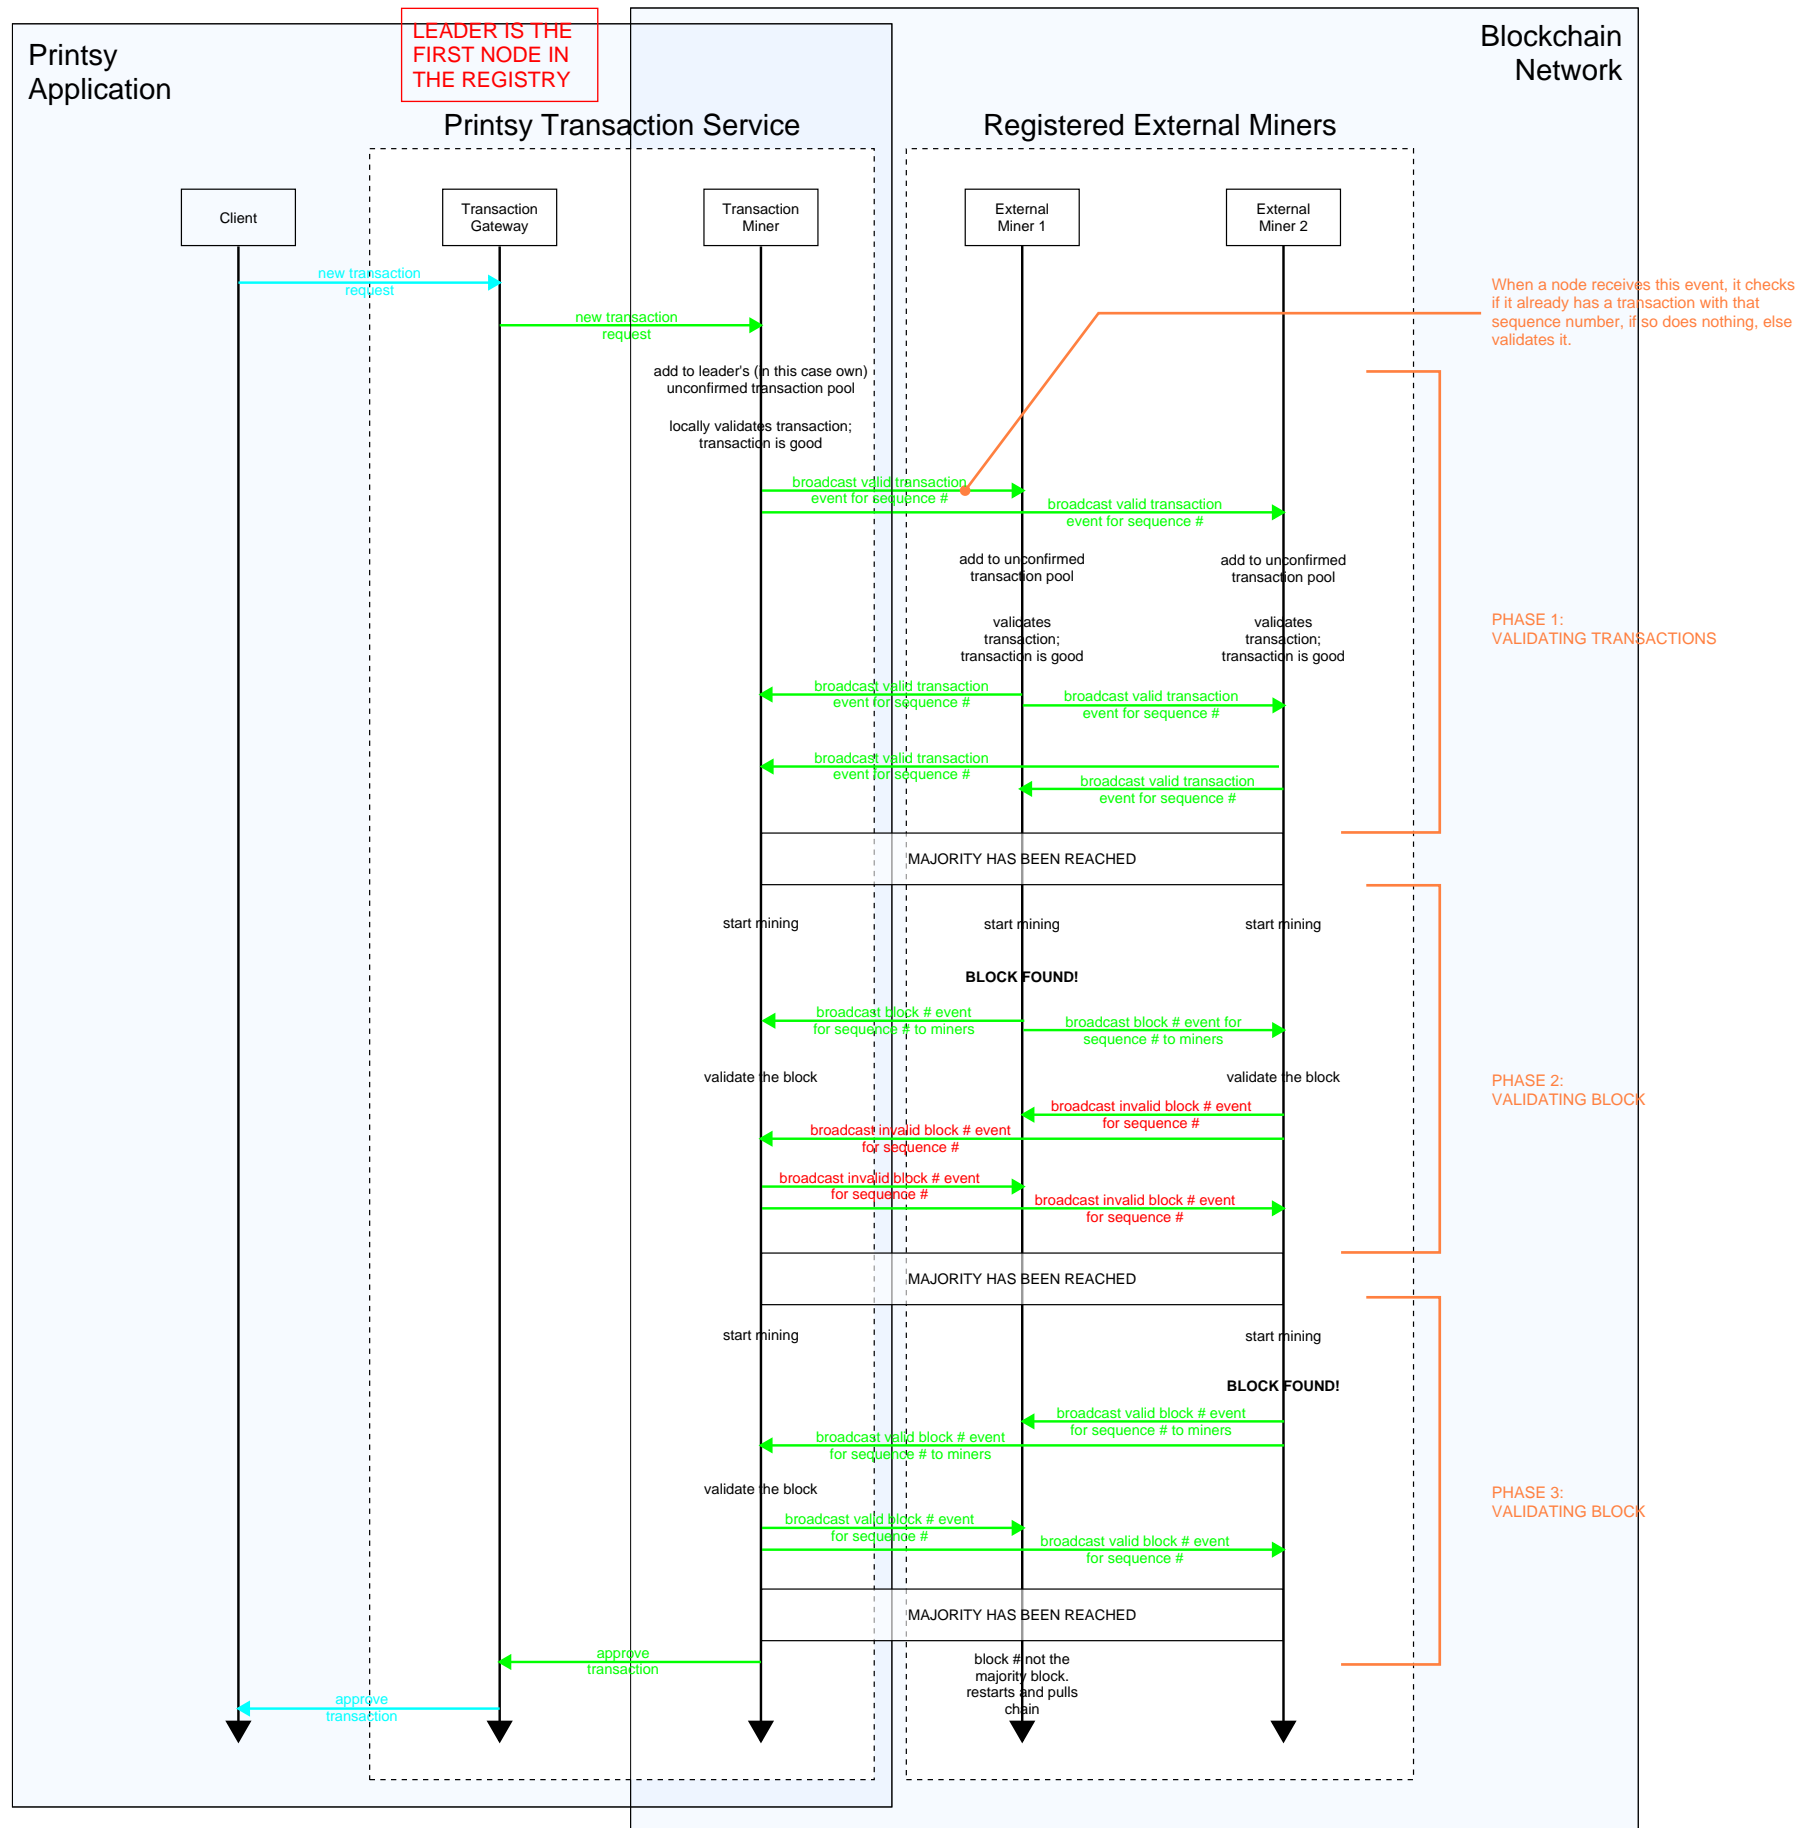 LEADER IS THE
FIRST NODE IN
THE REGISTRY
Printsy
Application
Blockchain
Network
Printsy Transaction Service
Registered External Miners
Client
Transaction
Gateway
Transaction
Miner
External
Miner 1
External
Miner 2
new transaction
request
new transaction
request
When a node receives this event, it checks
if it already has a transaction with that
sequence number, if so does nothing, else
validates it.
add to leader's (in this case own)
unconfirmed transaction pool
locally validates transaction;
transaction is good
broadcast valid transaction
event for sequence #
broadcast valid transaction
event for sequence #
add to unconfirmed
transaction pool
add to unconfirmed
transaction pool
validates
transaction;
transaction is good
validates
transaction;
transaction is good
PHASE 1:
VALIDATING TRANSACTIONS
broadcast valid transaction
event for sequence #
broadcast valid transaction
event for sequence #
broadcast valid transaction
event for sequence #
broadcast valid transaction
event for sequence #
MAJORITY HAS BEEN REACHED
start mining
start mining
start mining
BLOCK FOUND!
broadcast block # event
for sequence # to miners
broadcast block # event for
sequence # to miners
validate the block
validate the block
PHASE 2:
VALIDATING BLOCK
broadcast invalid block # event
for sequence #
broadcast invalid block # event
for sequence #
broadcast invalid block # event
for sequence #
broadcast invalid block # event
for sequence #
MAJORITY HAS BEEN REACHED
start mining
start mining
BLOCK FOUND!
broadcast valid block # event
for sequence # to miners
broadcast valid block # event
for sequence # to miners
validate the block
PHASE 3:
VALIDATING BLOCK
broadcast valid block # event
for sequence #
broadcast valid block # event
for sequence #
MAJORITY HAS BEEN REACHED
approve
transaction
block # not the
majority block.
restarts and pulls
chain
approve
transaction